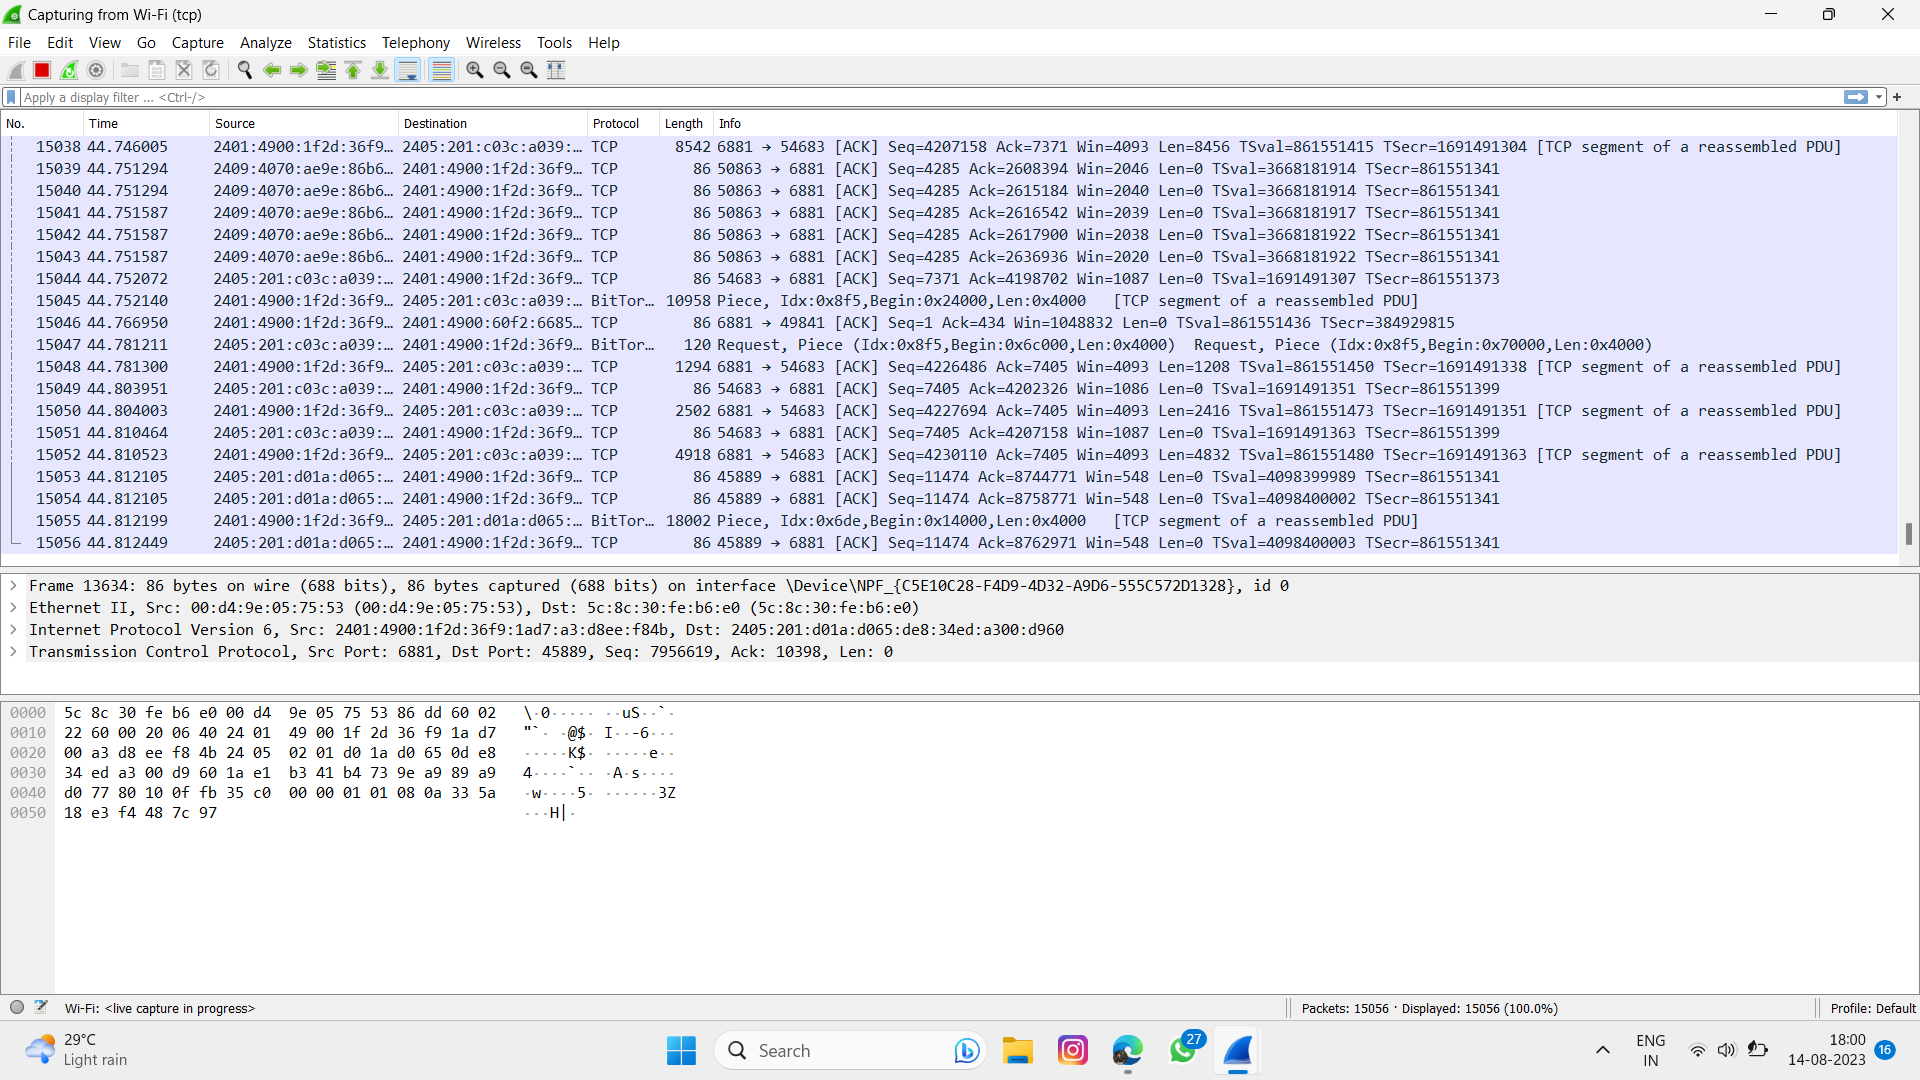 Capturing from Wi-Fi (tcp)
File Edit View Go Capture Analyze Statistics Telephony Wireless Tools Help
Apply a display filter ... <Ctrl-/>
No. Time Source Destination Protocol Length Info
15038 44.746005 2401:4900:1f2d:36f9… 2405:201:c03c:a039:… TCP 8542 6881 → 54683 [ACK] Seq=4207158 Ack=7371 Win=4093 Len=8456 TSval=861551415 TSecr=1691491304 [TCP segment of a reassembled PDU]
15039 44.751294 2409:4070:ae9e:86b6… 2401:4900:1f2d:36f9… TCP 86 50863 → 6881 [ACK] Seq=4285 Ack=2608394 Win=2046 Len=0 TSval=3668181914 TSecr=861551341
15040 44.751294 2409:4070:ae9e:86b6… 2401:4900:1f2d:36f9… TCP 86 50863 → 6881 [ACK] Seq=4285 Ack=2615184 Win=2040 Len=0 TSval=3668181914 TSecr=861551341
15041 44.751587 2409:4070:ae9e:86b6… 2401:4900:1f2d:36f9… TCP 86 50863 → 6881 [ACK] Seq=4285 Ack=2616542 Win=2039 Len=0 TSval=3668181917 TSecr=861551341
15042 44.751587 2409:4070:ae9e:86b6… 2401:4900:1f2d:36f9… TCP 86 50863 → 6881 [ACK] Seq=4285 Ack=2617900 Win=2038 Len=0 TSval=3668181922 TSecr=861551341
15043 44.751587 2409:4070:ae9e:86b6… 2401:4900:1f2d:36f9… TCP 86 50863 → 6881 [ACK] Seq=4285 Ack=2636936 Win=2020 Len=0 TSval=3668181922 TSecr=861551341
15044 44.752072 2405:201:c03c:a039:… 2401:4900:1f2d:36f9… TCP 86 54683 → 6881 [ACK] Seq=7371 Ack=4198702 Win=1087 Len=0 TSval=1691491307 TSecr=861551373
15045 44.752140 2401:4900:1f2d:36f9… 2405:201:c03c:a039:… BitTor… 10958 Piece, Idx:0x8f5,Begin:0x24000,Len:0x4000 [TCP segment of a reassembled PDU]
15046 44.766950 2401:4900:1f2d:36f9… 2401:4900:60f2:6685… TCP 86 6881 → 49841 [ACK] Seq=1 Ack=434 Win=1048832 Len=0 TSval=861551436 TSecr=384929815
15047 44.781211 2405:201:c03c:a039:… 2401:4900:1f2d:36f9… BitTor… 120 Request, Piece (Idx:0x8f5,Begin:0x6c000,Len:0x4000) Request, Piece (Idx:0x8f5,Begin:0x70000,Len:0x4000)
15048 44.781300 2401:4900:1f2d:36f9… 2405:201:c03c:a039:… TCP 1294 6881 → 54683 [ACK] Seq=4226486 Ack=7405 Win=4093 Len=1208 TSval=861551450 TSecr=1691491338 [TCP segment of a reassembled PDU]
15049 44.803951 2405:201:c03c:a039:… 2401:4900:1f2d:36f9… TCP 86 54683 → 6881 [ACK] Seq=7405 Ack=4202326 Win=1086 Len=0 TSval=1691491351 TSecr=861551399
15050 44.804003 2401:4900:1f2d:36f9… 2405:201:c03c:a039:… TCP 2502 6881 → 54683 [ACK] Seq=4227694 Ack=7405 Win=4093 Len=2416 TSval=861551473 TSecr=1691491351 [TCP segment of a reassembled PDU]
15051 44.810464 2405:201:c03c:a039:… 2401:4900:1f2d:36f9… TCP 86 54683 → 6881 [ACK] Seq=7405 Ack=4207158 Win=1087 Len=0 TSval=1691491363 TSecr=861551399
15052 44.810523 2401:4900:1f2d:36f9… 2405:201:c03c:a039:… TCP 4918 6881 → 54683 [ACK] Seq=4230110 Ack=7405 Win=4093 Len=4832 TSval=861551480 TSecr=1691491363 [TCP segment of a reassembled PDU]
15053 44.812105 2405:201:d01a:d065:… 2401:4900:1f2d:36f9… TCP 86 45889 → 6881 [ACK] Seq=11474 Ack=8744771 Win=548 Len=0 TSval=4098399989 TSecr=861551341
15054 44.812105 2405:201:d01a:d065:… 2401:4900:1f2d:36f9… TCP 86 45889 → 6881 [ACK] Seq=11474 Ack=8758771 Win=548 Len=0 TSval=4098400002 TSecr=861551341
15055 44.812199 2401:4900:1f2d:36f9… 2405:201:d01a:d065:… BitTor… 18002 Piece, Idx:0x6de,Begin:0x14000,Len:0x4000 [TCP segment of a reassembled PDU]
15056 44.812449 2405:201:d01a:d065:… 2401:4900:1f2d:36f9… TCP 86 45889 → 6881 [ACK] Seq=11474 Ack=8762971 Win=548 Len=0 TSval=4098400003 TSecr=861551341
Frame 13634: 86 bytes on wire (688 bits), 86 bytes captured (688 bits) on interface \Device\NPF_{C5E10C28-F4D9-4D32-A9D6-555C572D1328}, id 0
Ethernet II, Src: 00:d4:9e:05:75:53 (00:d4:9e:05:75:53), Dst: 5c:8c:30:fe:b6:e0 (5c:8c:30:fe:b6:e0)
Internet Protocol Version 6, Src: 2401:4900:1f2d:36f9:1ad7:a3:d8ee:f84b, Dst: 2405:201:d01a:d065:de8:34ed:a300:d960
Transmission Control Protocol, Src Port: 6881, Dst Port: 45889, Seq: 7956619, Ack: 10398, Len: 0
0000 5c 8c 30 fe b6 e0 00 d4 9e 05 75 53 86 dd 60 02 \·0····· ··uS··`·
0010 22 60 00 20 06 40 24 01 49 00 1f 2d 36 f9 1a d7 "`· ·@$· I··-6···
0020 00 a3 d8 ee f8 4b 24 05 02 01 d0 1a d0 65 0d e8 ·····K$· ·····e··
0030 34 ed a3 00 d9 60 1a e1 b3 41 b4 73 9e a9 89 a9 4····`·· ·A·s····
0040 d0 77 80 10 0f fb 35 c0 00 00 01 01 08 0a 33 5a ·w····5· ······3Z
0050 18 e3 f4 48 7c 97 ···H|·
Wi-Fi: <live capture in progress> Packets: 15056 · Displayed: 15056 (100.0%) Profile: Default
29°C
Light rain
Search
27
ENG
IN
18:00
14-08-2023
16